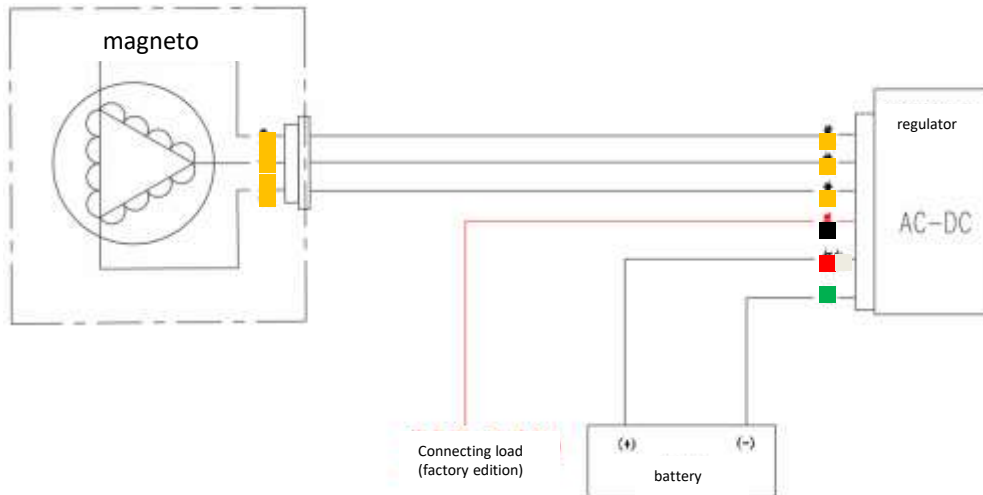 magneto
regulator
AC-DC
Connecting load
(factory edition)
(+)
(-)
battery